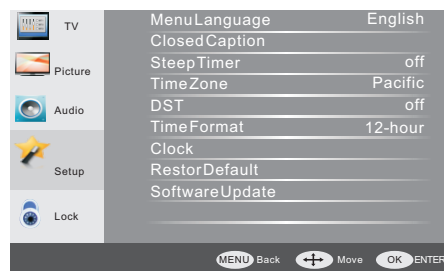 TV
Picture
Audio
Setup
Lock
MenuLanguage English
ClosedCaption
SteepTimer off
TimeZone Pacific
DST off
TimeFormat 12-hour
Clock
RestorDefault
SoftwareUpdate
MENU Back Move OK ENTER